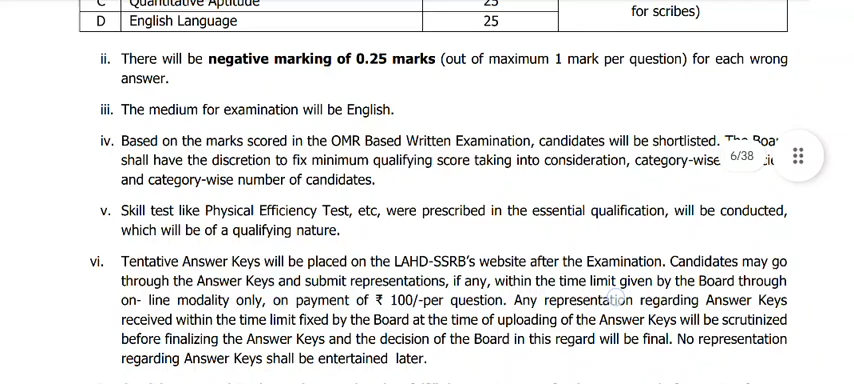 C Quantitative Aptitude 25
for scribes)
D English Language 25
ii. There will be negative marking of 0.25 marks (out of maximum 1 mark per question) for each wrong
answer.
iii. The medium for examination will be English.
iv. Based on the marks scored in the OMR Based Written Examination, candidates will be shortlisted. The Boa
shall have the discretion to fix minimum qualifying score taking into consideration, category-wise
6/38
and category-wise number of candidates.
v. Skill test like Physical Efficiency Test, etc, were prescribed in the essential qualification, will be conducted,
which will be of a qualifying nature.
vi. Tentative Answer Keys will be placed on the LAHD-SSRB's website after the Examination. Candidates may go
through the Answer Keys and submit representations, if any, within the time limit given by the Board through
on- line modality only, on payment of ₹ 100/-per question. Any representation regarding Answer Keys
received within the time limit fixed by the Board at the time of uploading of the Answer Keys will be scrutinized
before finalizing the Answer Keys and the decision of the Board in this regard will be final. No representation
regarding Answer Keys shall be entertained later.